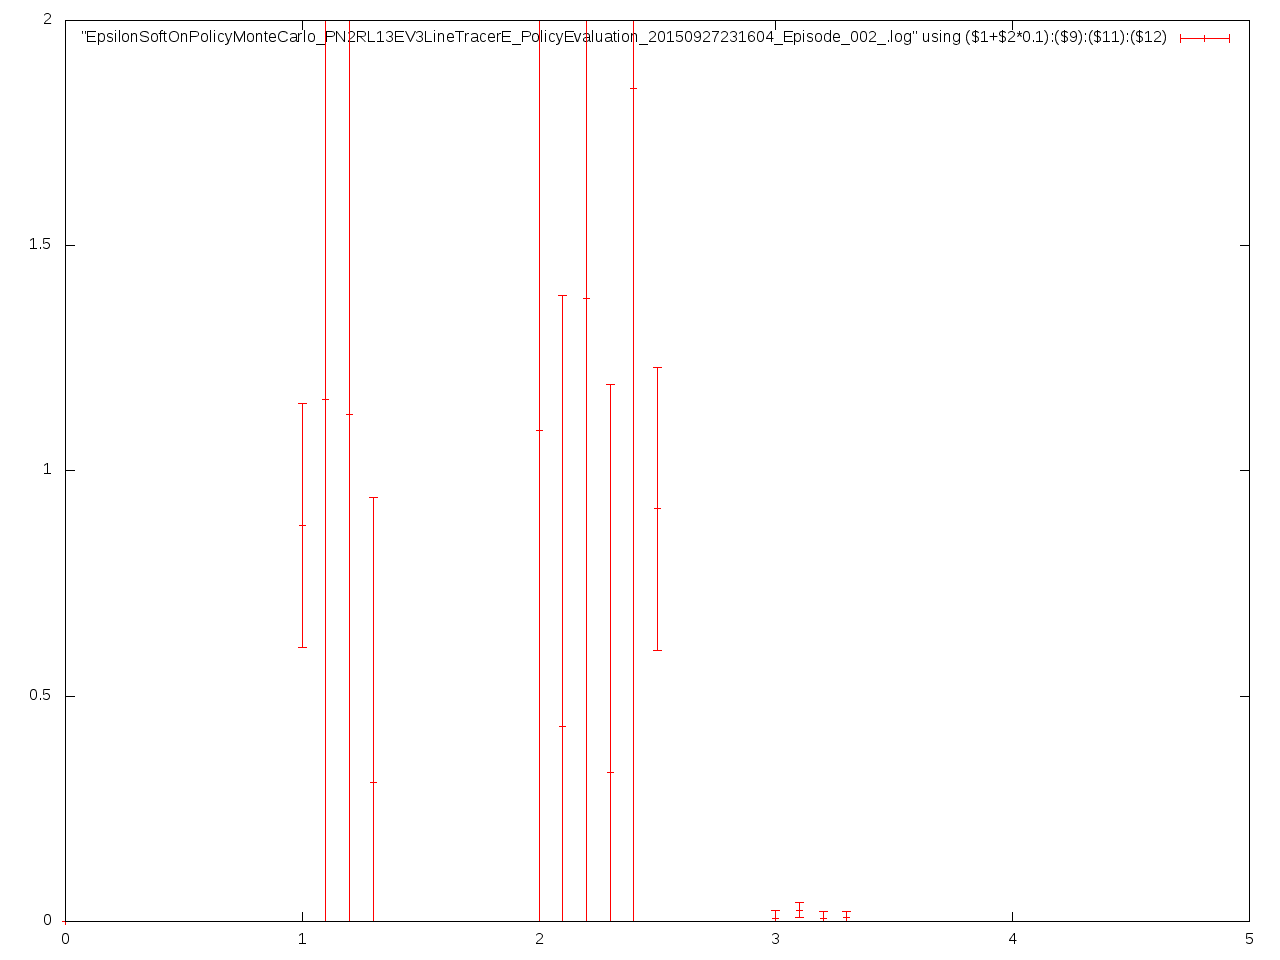 2
"EpsilonSoftOnPolicyMonteCarlo_PN2RL13EV3LineTracerE_PolicyEvaluation_20150927231604_Episode_002_.log" using ($1+$2*0.1):($9):($11):($12)
1.5
1
0.5
0
0 1 2 3 4 5